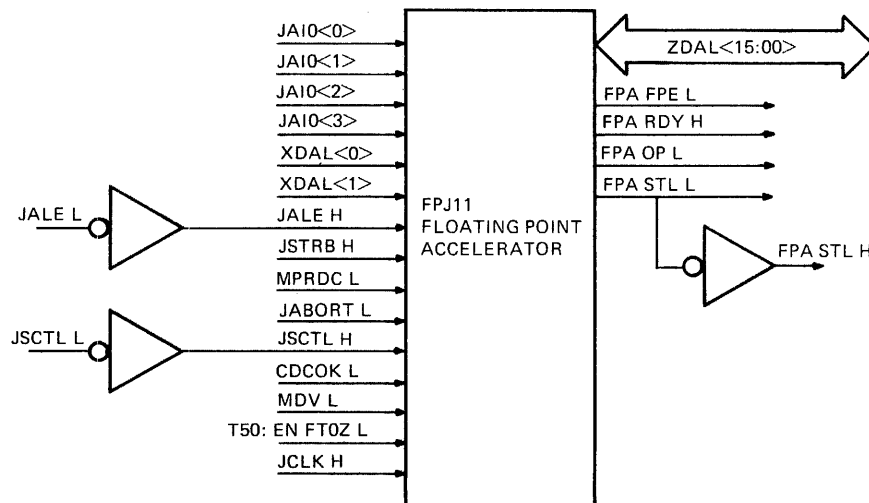 JAI0<0>
JAI0<1>
JAI0<2>
JAI0<3>
XDAL<0>
XDAL<1>
JALE L
JALE H
JSTRB H
MPRDC L
JABORT L
JSCTL L
JSCTL H
CDCOK L
MDV L
T50: EN FT0Z L
JCLK H
FPJ11
FLOATING POINT
ACCELERATOR
ZDAL<15:00>
FPA FPE L
FPA RDY H
FPA OP L
FPA STL L
FPA STL H